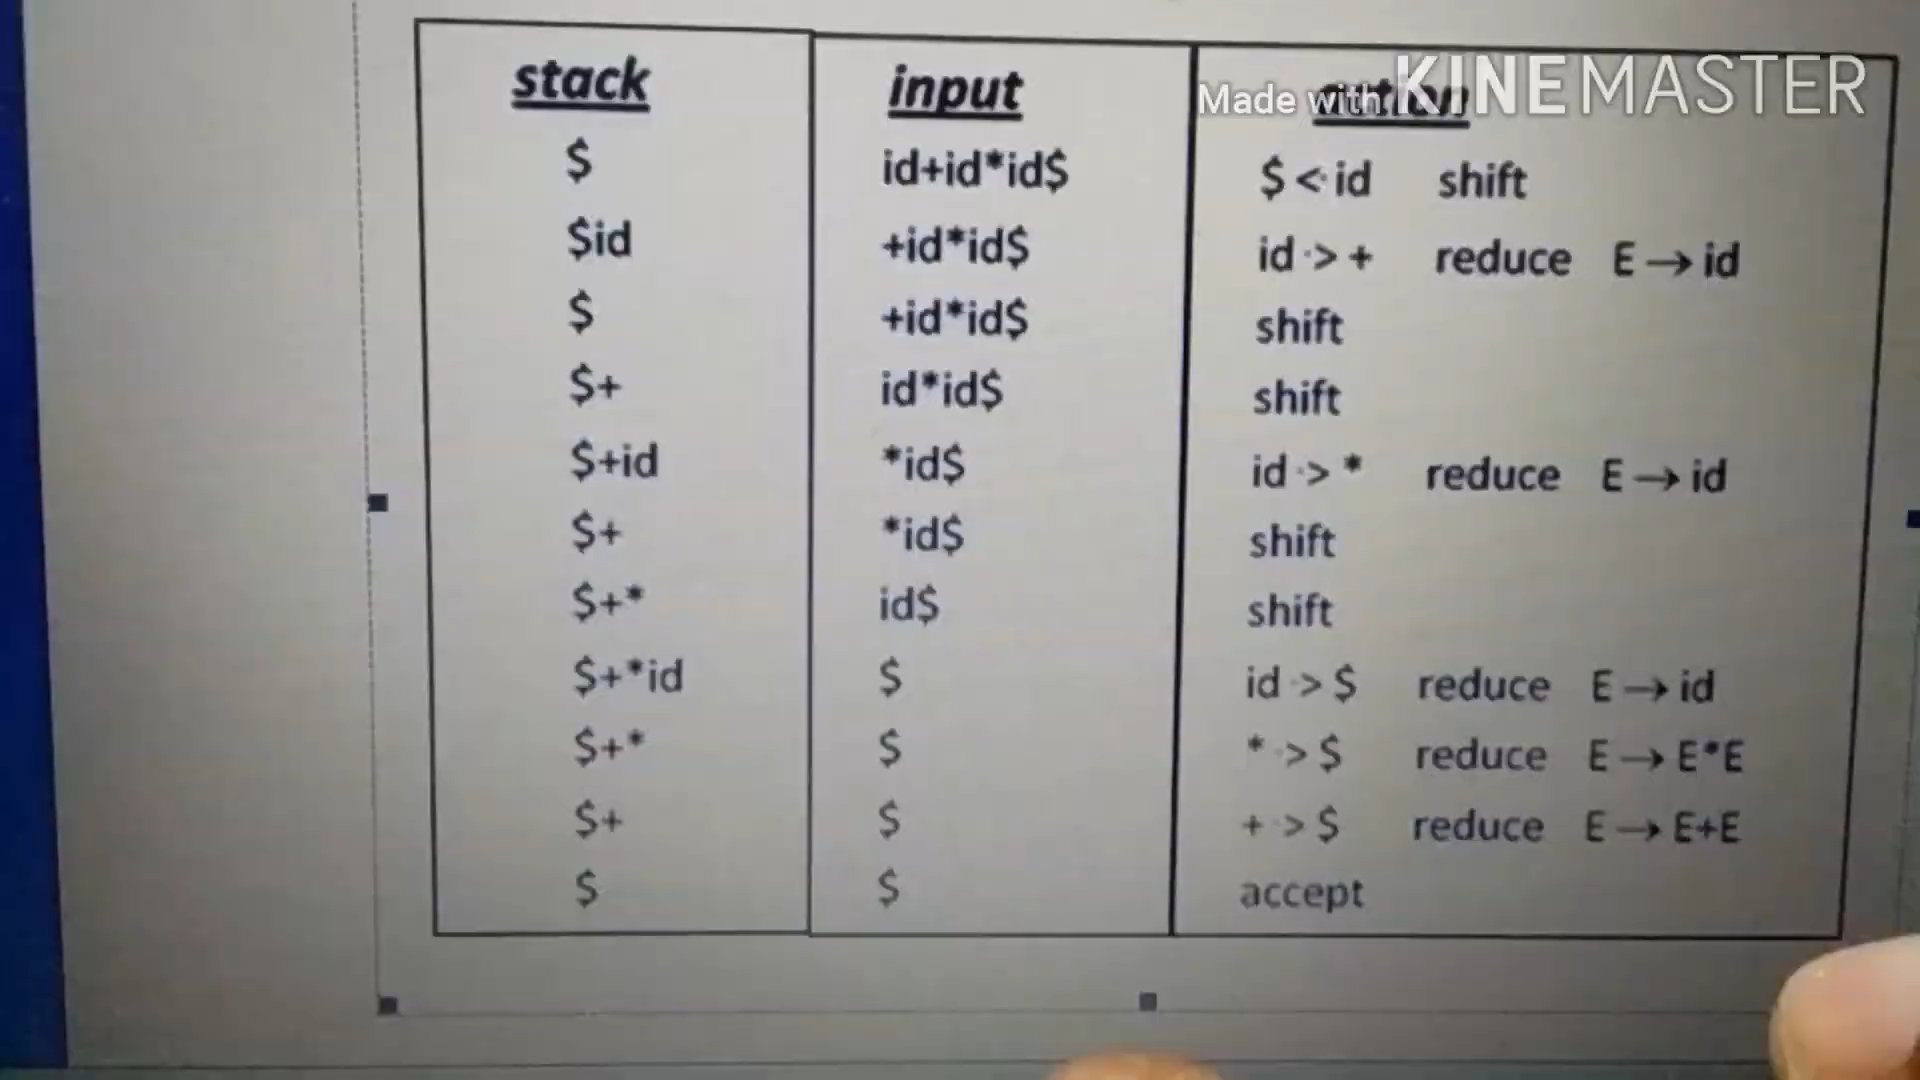 stack input action
Made with KINEMASTER
$ id+id*id$ $ <· id shift
$id +id*id$ id ·> + reduce E → id
$ +id*id$ shift
$+ id*id$ shift
$+id *id$ id ·> * reduce E → id
$+ *id$ shift
$+* id$ shift
$+*id $ id ·> $ reduce E → id
$+* $ * ·> $ reduce E → E*E
$+ $ + ·> $ reduce E → E+E
$ $ accept